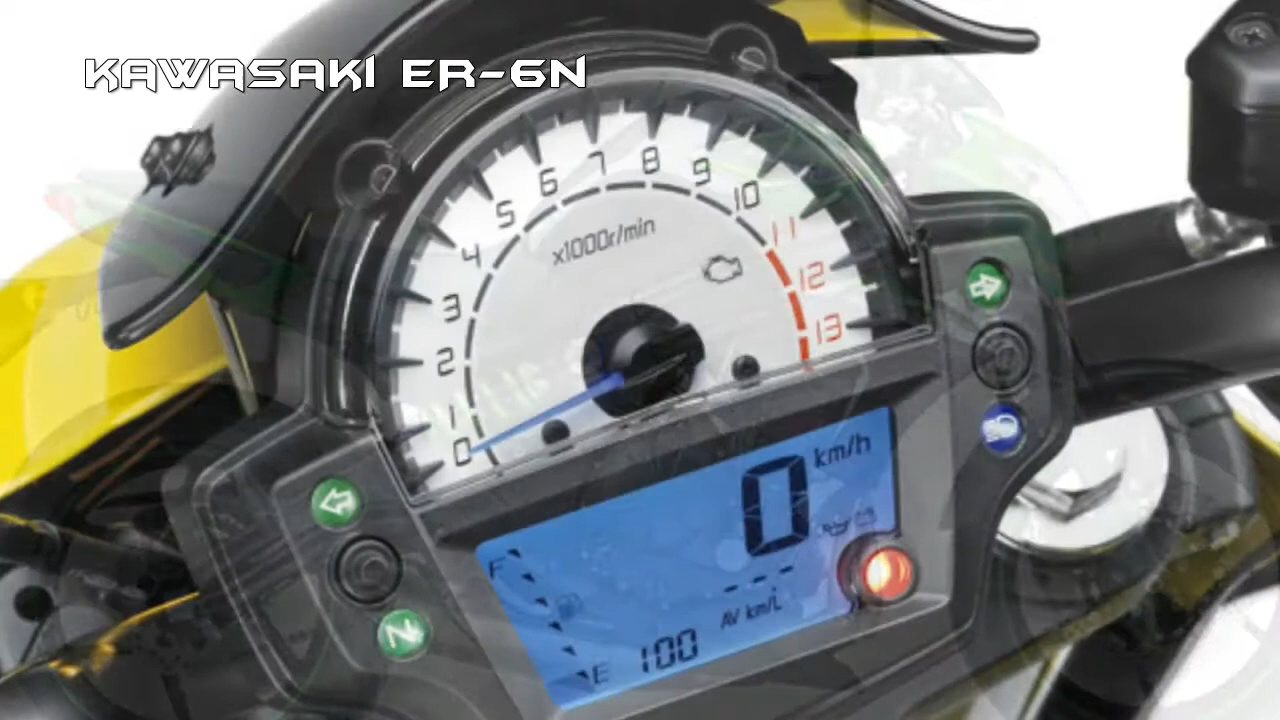 KAWASAKI ER-6N
0 1 2 3 4 5 6 7 8 9 10 11 12 13
x1000r/min
0 km/h
F
---
AV km/L
E 100
N